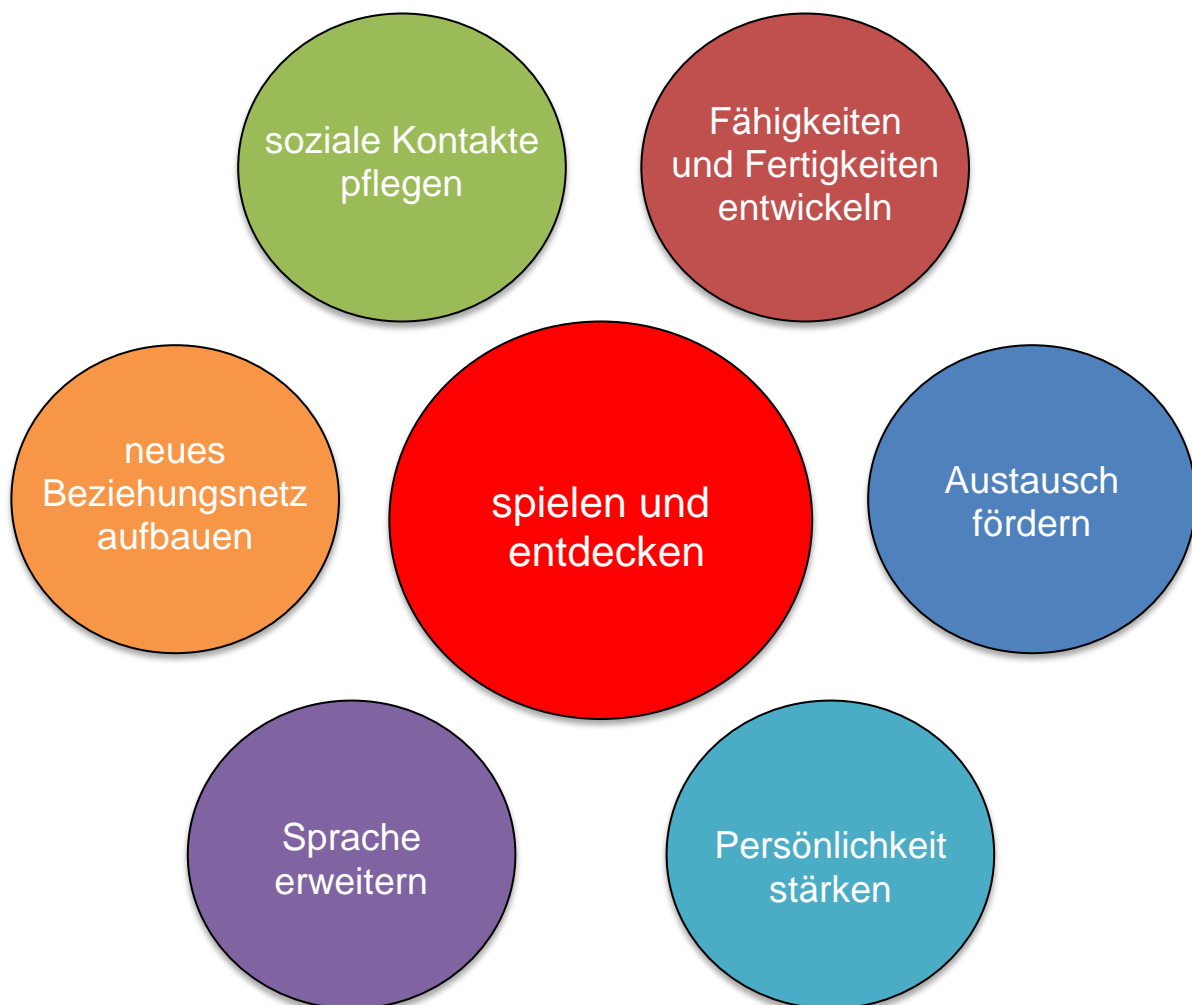 soziale Kontakte
pflegen
Fähigkeiten
und Fertigkeiten
entwickeln
neues
Beziehungsnetz
aufbauen
spielen und
entdecken
Austausch
fördern
Sprache
erweitern
Persönlichkeit
stärken